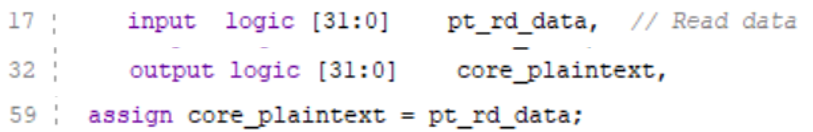 17 input logic [31:0] pt_rd_data, // Read data
32 output logic [31:0] core_plaintext,
59 assign core_plaintext = pt_rd_data;